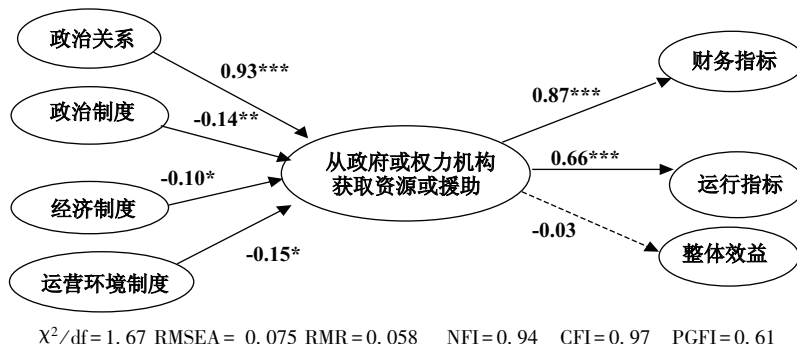 政治关系
0.93***
财务指标
0.87***
政治制度
-0.14**
从政府或权力机构
获取资源或援助
0.66***
-0.10*
经济制度
运行指标
-0.03
-0.15*
整体效益
运营环境制度
χ²/df=1.67 RMSEA= 0.075 RMR=0.058 NFI=0.94 CFI=0.97 PGFI=0.61